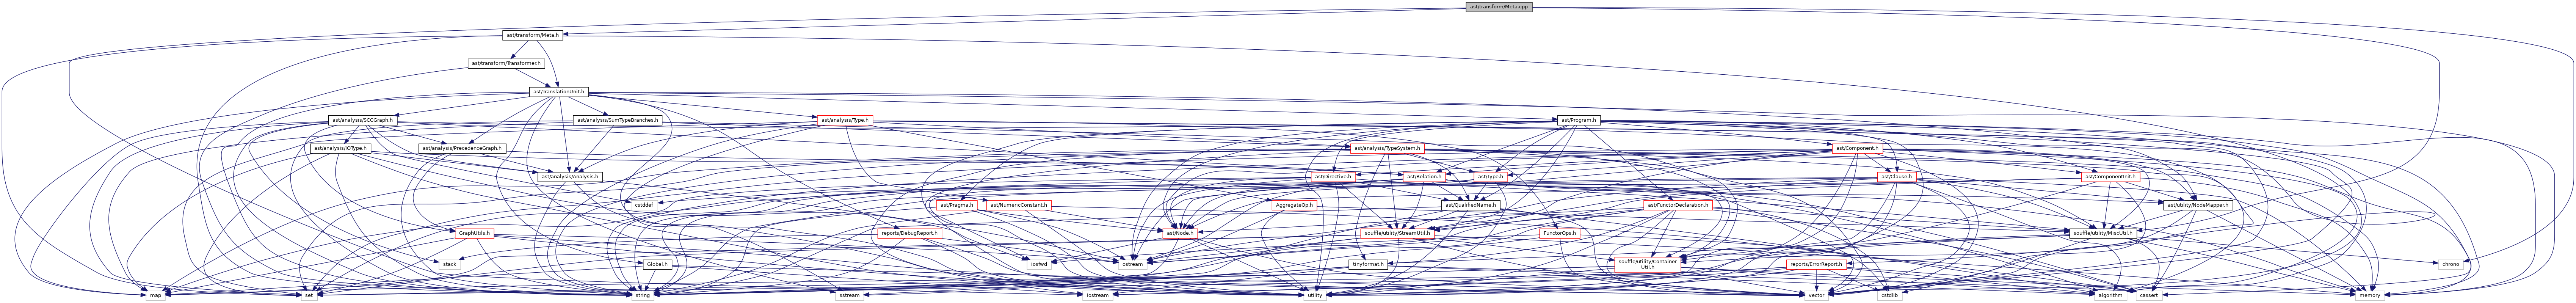 ast/transform/Meta.cpp
ast/transform/Meta.h
ast/transform/Transformer.h
ast/TranslationUnit.h
ast/analysis/SCCGraph.h
ast/analysis/SumTypeBranches.h
ast/analysis/Type.h
ast/Program.h
ast/analysis/IOType.h
ast/analysis/PrecedenceGraph.h
ast/analysis/TypeSystem.h
ast/Component.h
ast/analysis/Analysis.h
ast/Directive.h
ast/Relation.h
ast/Type.h
ast/Clause.h
ast/ComponentInit.h
cstddef
ast/Pragma.h
ast/NumericConstant.h
AggregateOp.h
ast/QualifiedName.h
ast/FunctorDeclaration.h
ast/utility/NodeMapper.h
GraphUtils.h
reports/DebugReport.h
ast/Node.h
souffle/utility/StreamUtil.h
FunctorOps.h
souffle/utility/MiscUtil.h
stack
Global.h
iosfwd
ostream
tinyformat.h
souffle/utility/Container
Util.h
reports/ErrorReport.h
chrono
map
set
string
sstream
iostream
utility
vector
cstdlib
algorithm
cassert
memory